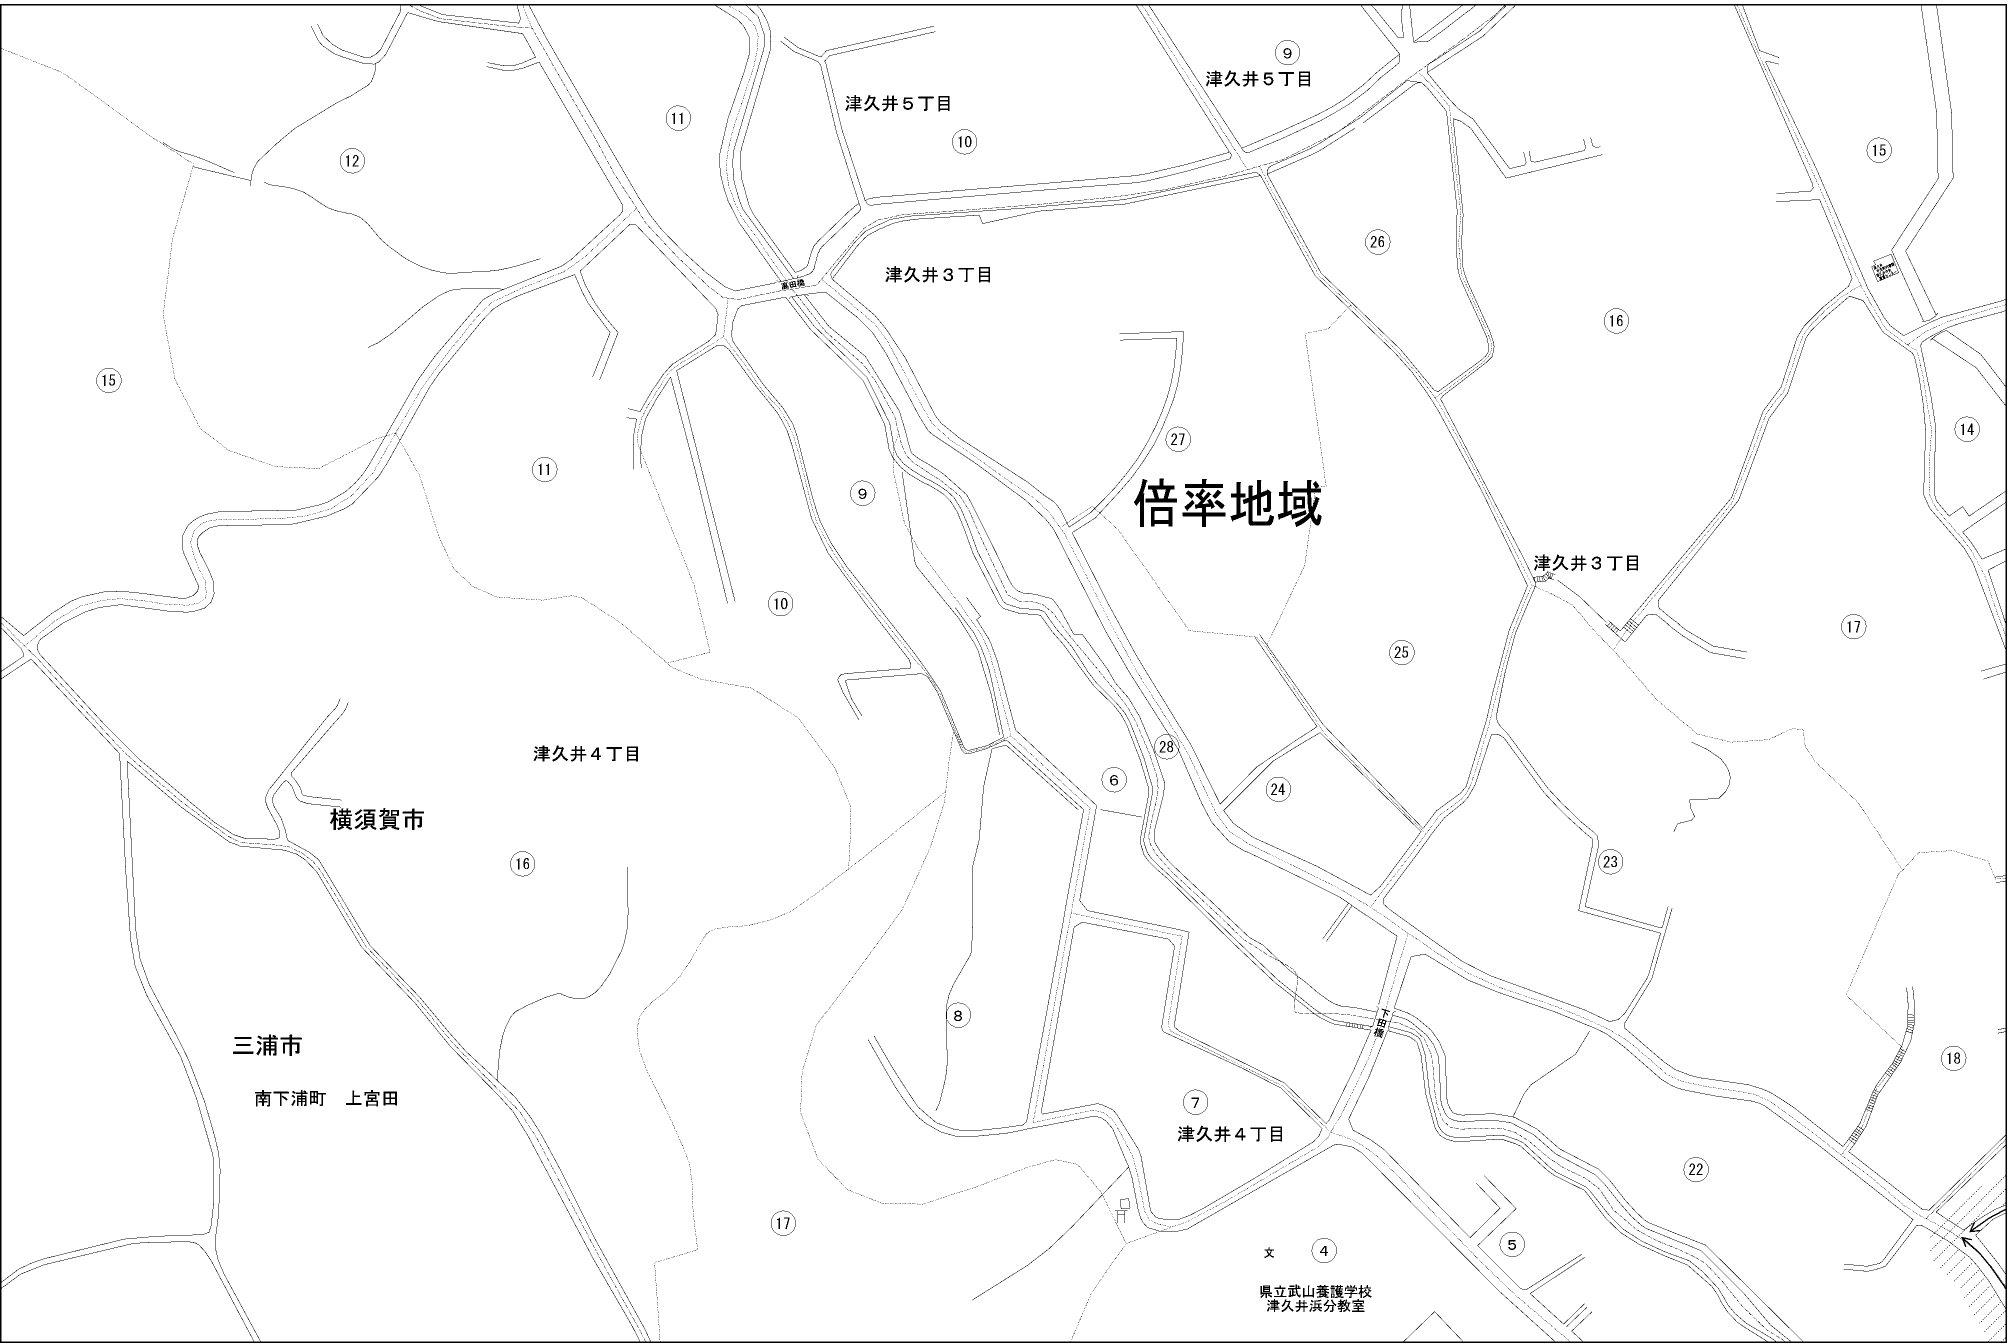 ⑨
津久井５丁目
津久井５丁目
⑪
⑩
⑮
⑫
㉖
津久井３丁目
高田橋
⑯
⑮
⑭
㉗
⑪
⑨
倍率地域
津久井３丁目
⑩
⑰
㉕
津久井４丁目
㉘
⑥
㉔
横須賀市
⑯
㉓
⑧
下田橋
三浦市
⑱
南下浦町　上宮田
⑦
津久井４丁目
㉒
⑰
⑤
文
④
県立武山養護学校
津久井浜分教室